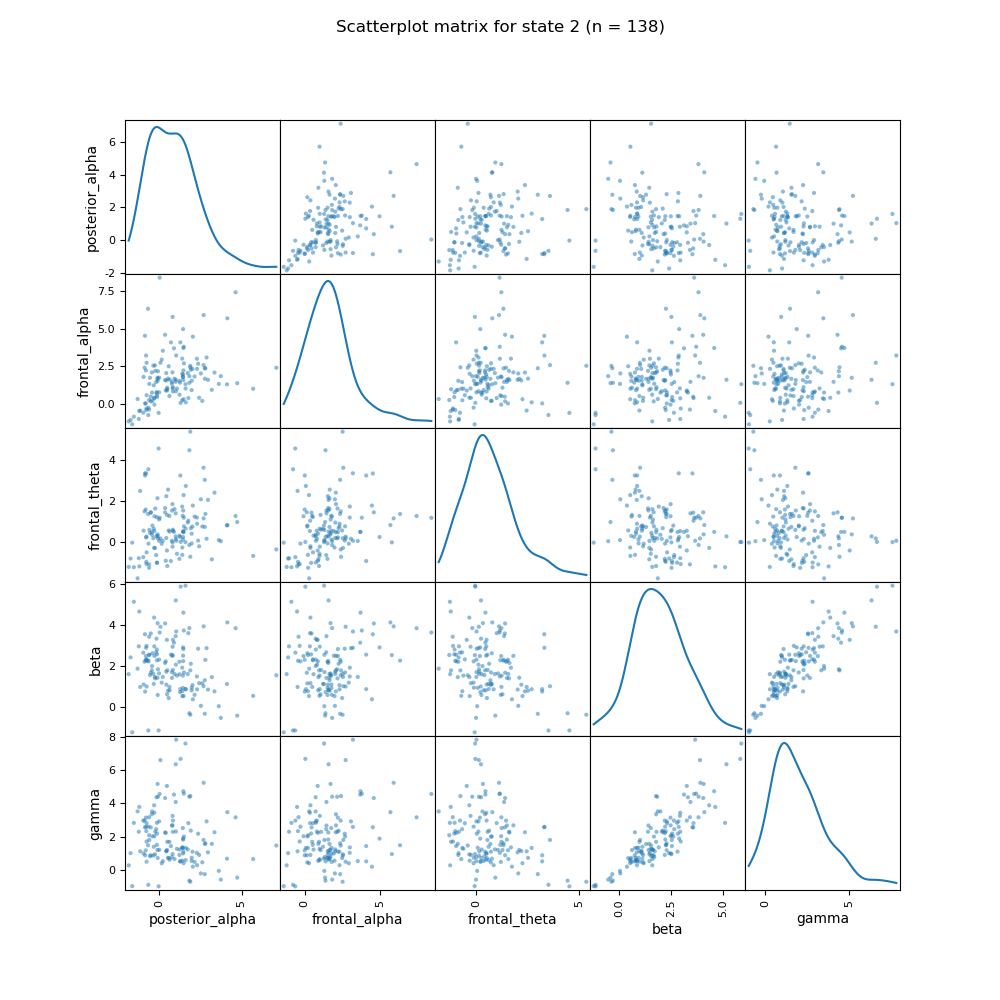 Scatterplot matrix for state 2 (n = 138)
posterior_alpha
6
4
2
0
-2
frontal_alpha
7.5
5.0
2.5
0.0
frontal_theta
4
2
0
beta
6
4
2
0
gamma
8
6
4
2
0
0 5 0 5 0 5 0.0 2.5 5.0 0 5
posterior_alpha frontal_alpha frontal_theta beta gamma